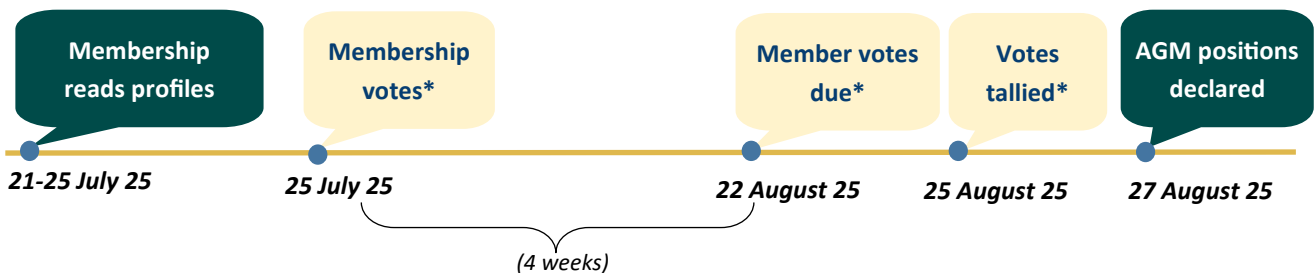 Membership
reads profiles
Membership
votes*
Member votes
due*
Votes
tallied*
AGM positions
declared
21-25 July 25
25 July 25
22 August 25
25 August 25
27 August 25
(4 weeks)